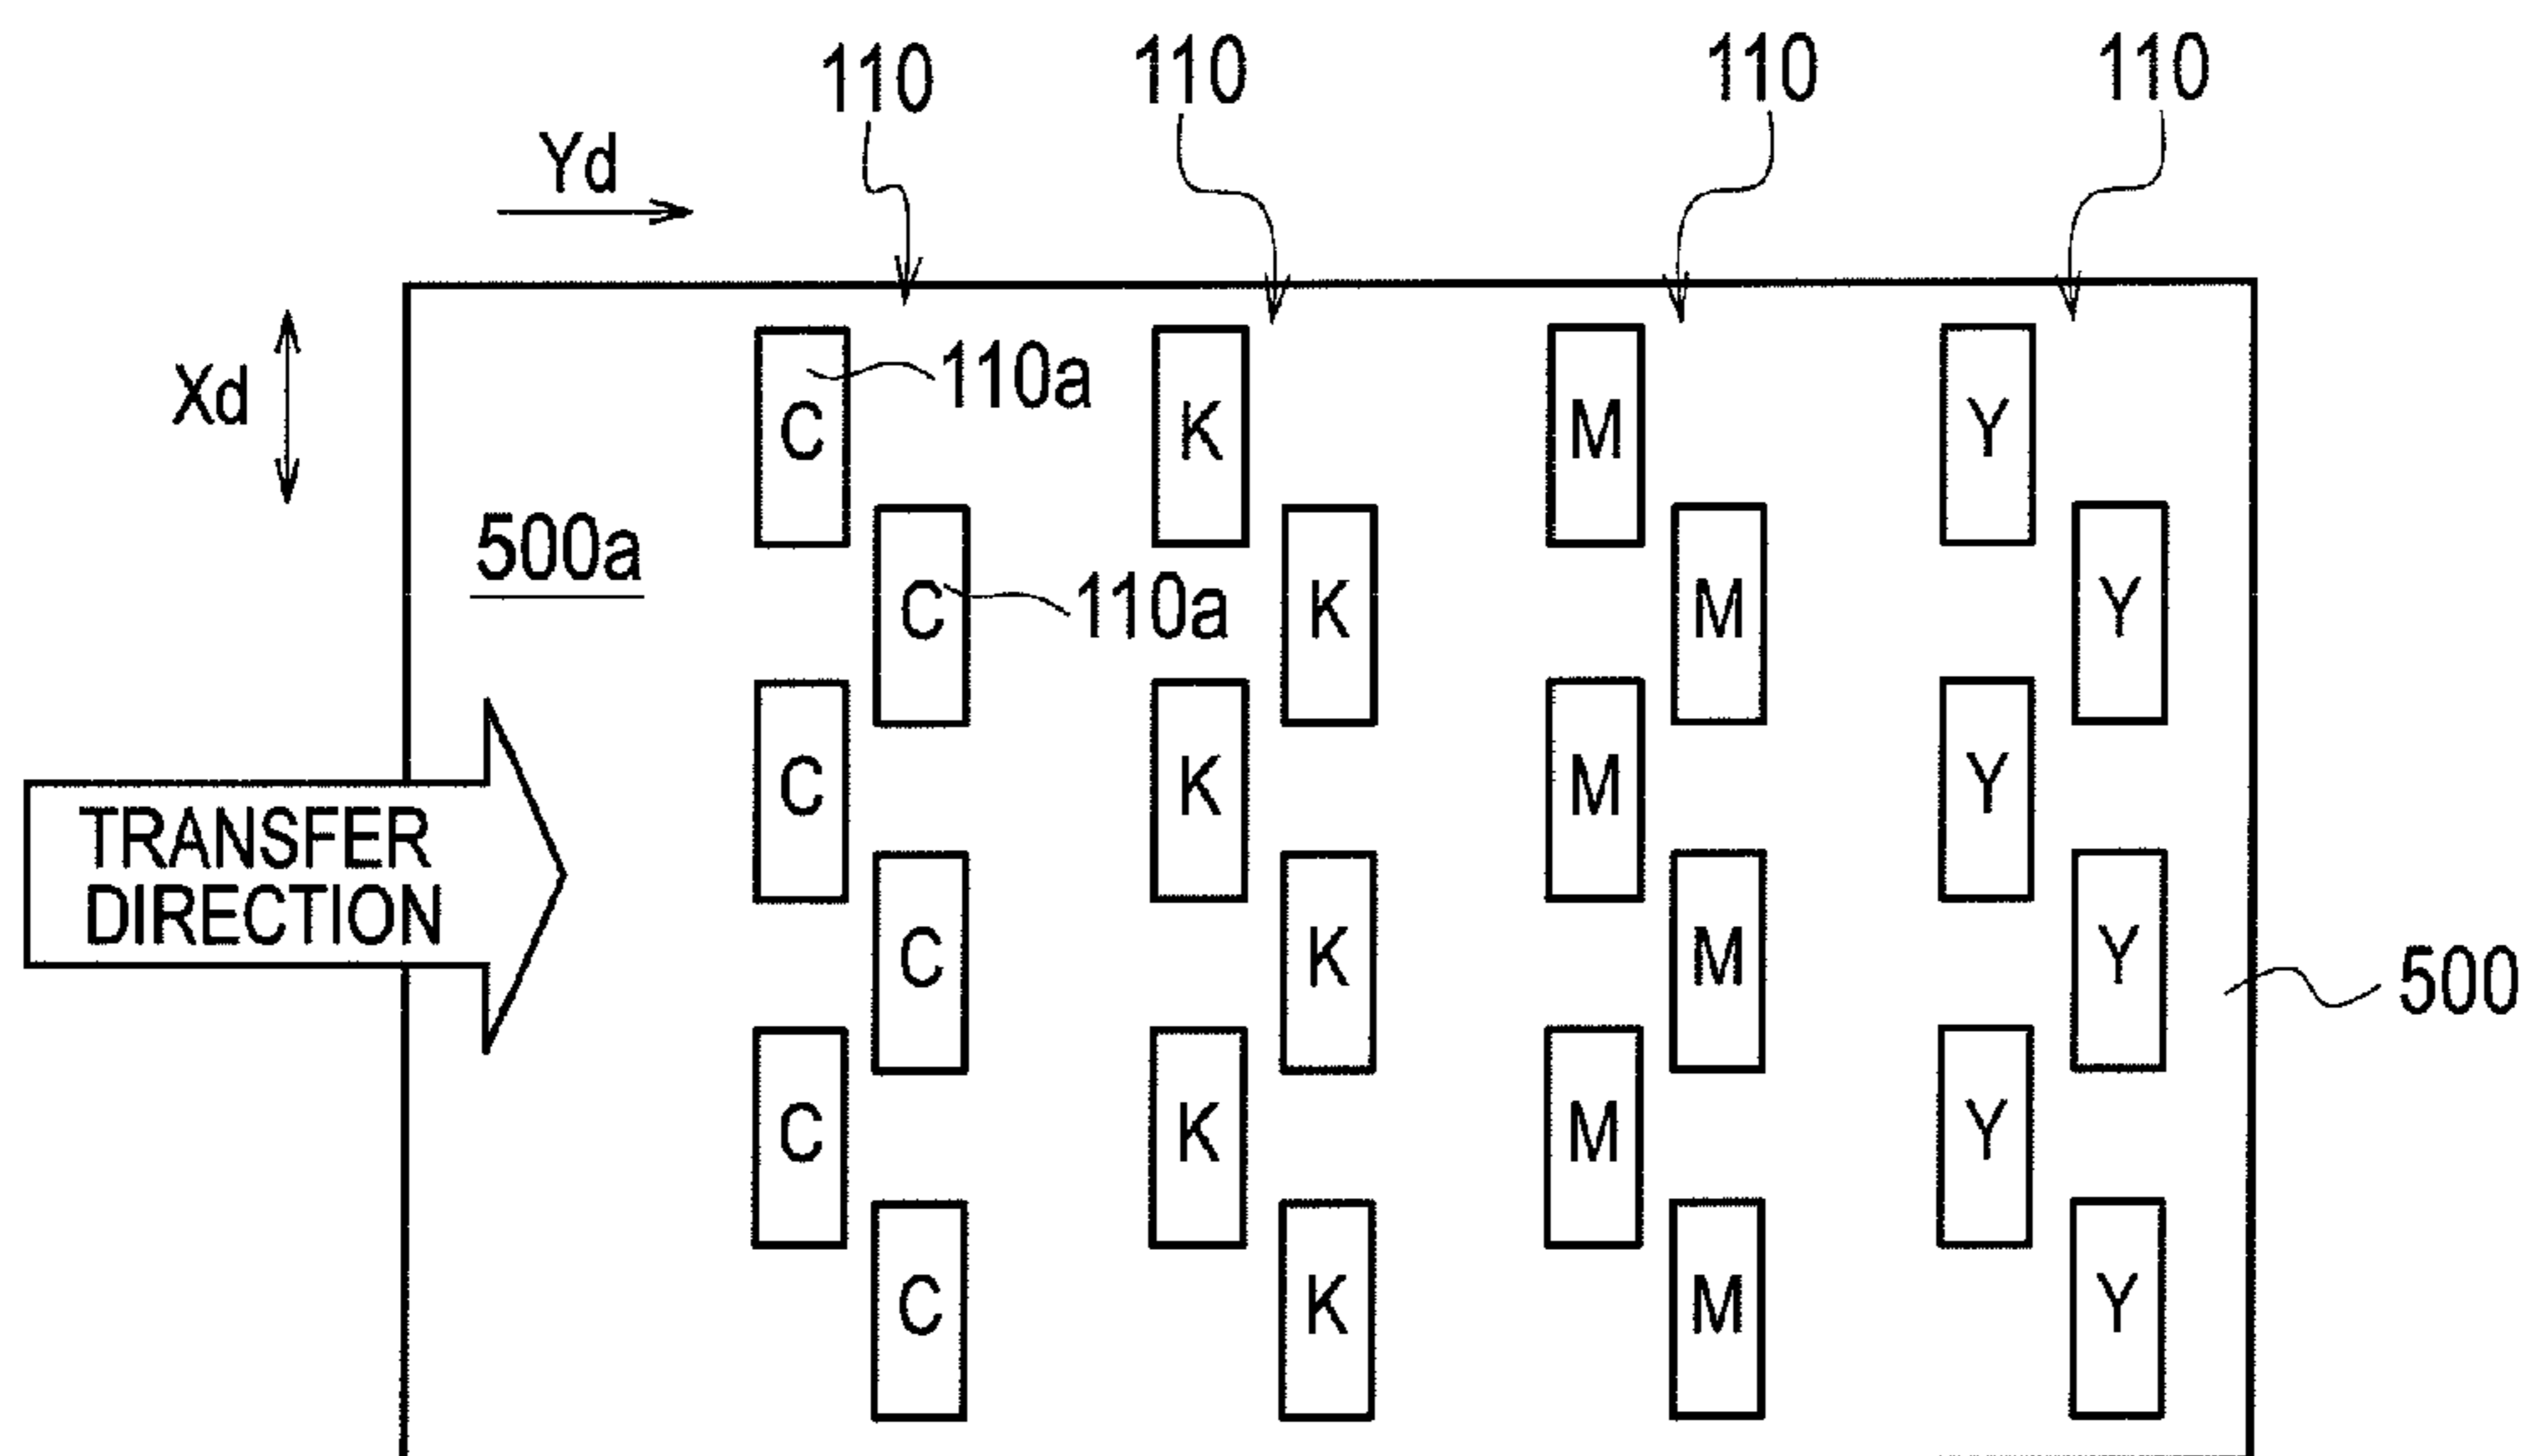 110 110 110 110
Yd
Xd
C 110a K M Y
500a
C 110a K M Y
C K M Y
TRANSFER
DIRECTION
C K M Y
500
C K M Y
C K M Y